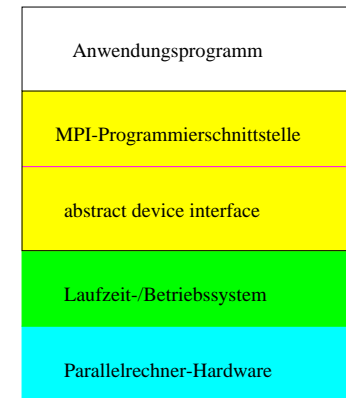 Anwendungsprogramm
MPI-Programmierschnittstelle
abstract device interface
Laufzeit-/Betriebssystem
Parallelrechner-Hardware